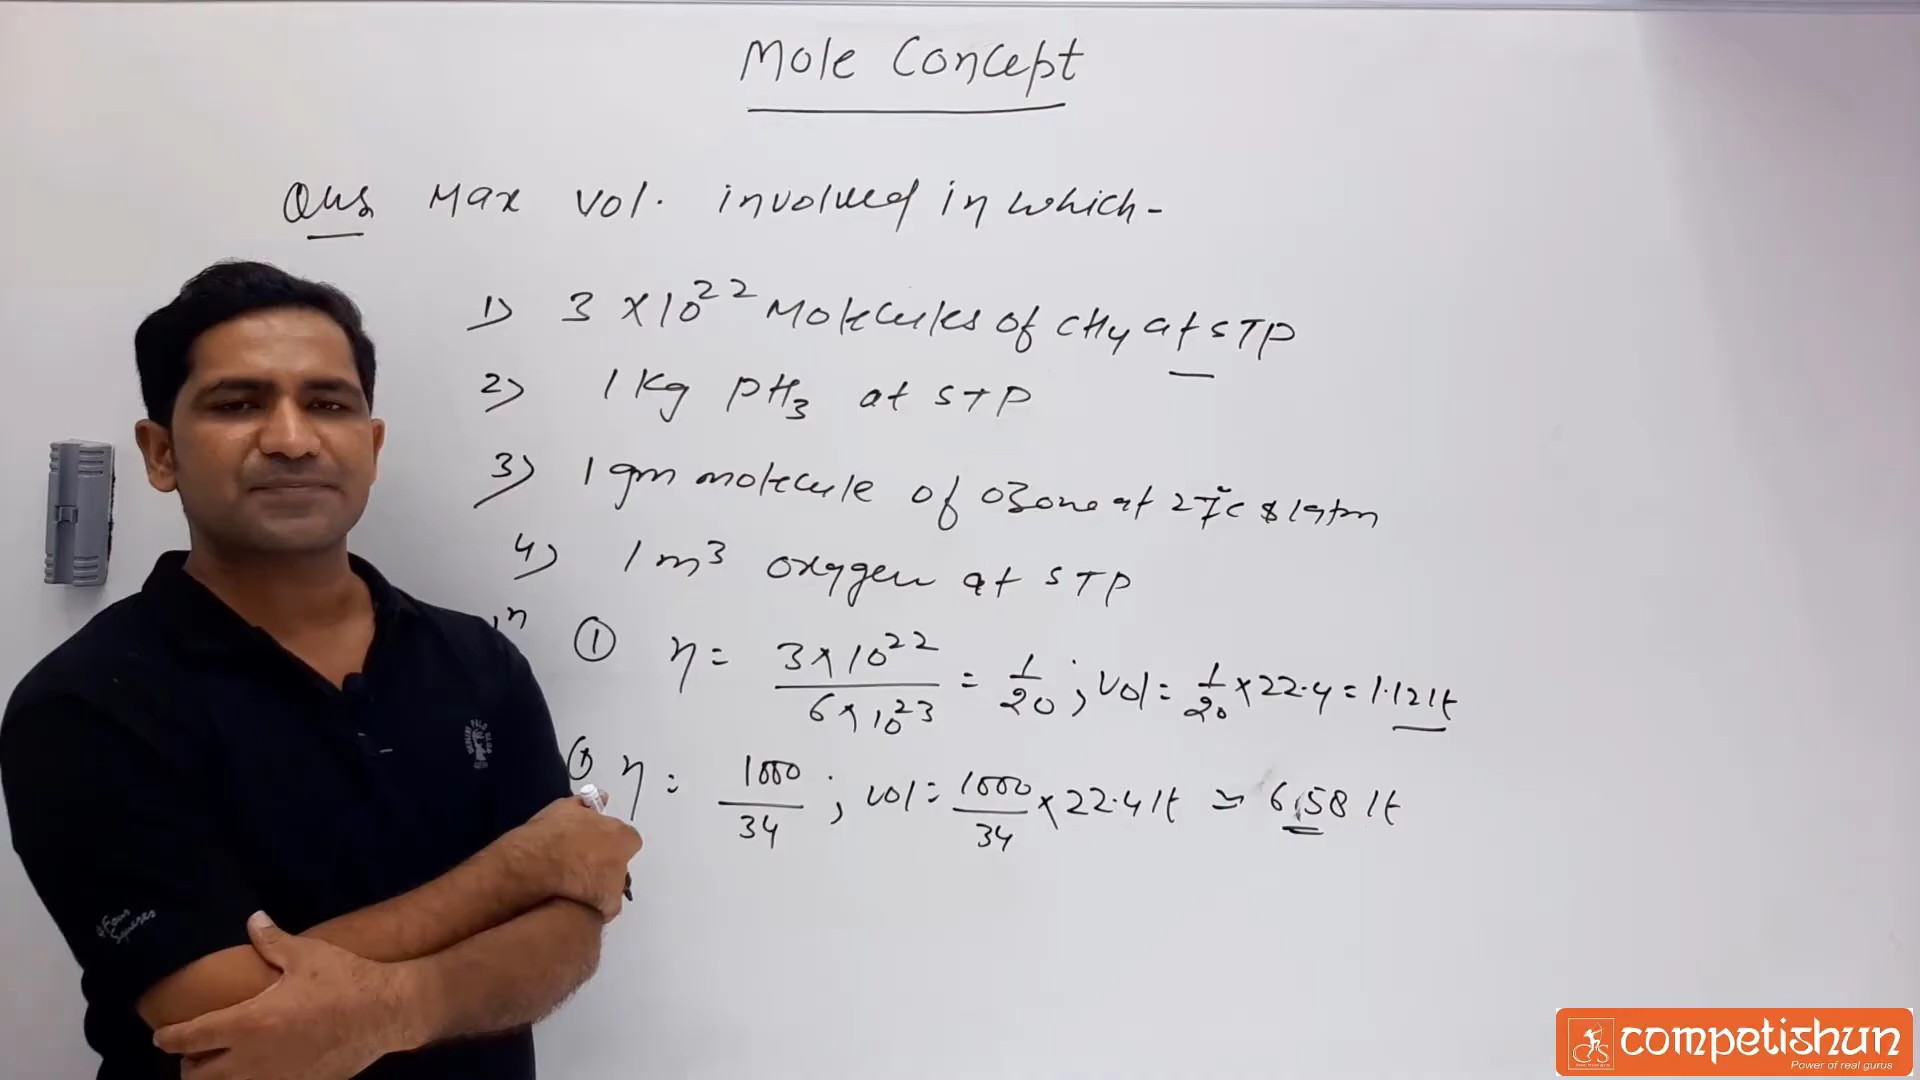 Mole Concept
Ques Max vol. involved in which-
1) 3 × 10²² Molecules of CH₄ at STP
2) 1 Kg PH₃ at STP
3) 1 gm molecule of ozone at 27°C & 1 atm
4) 1 m³ oxygen at STP
① η = 3×10²² / 6×10²³ = 1/20 ; Vol = 1/20 × 22.4 = 1.12 lt
η = 1000/34 ; vol = 1000/34 × 22.4 lt ≃ 658 lt
Four Squares
competishun
Power of real gurus